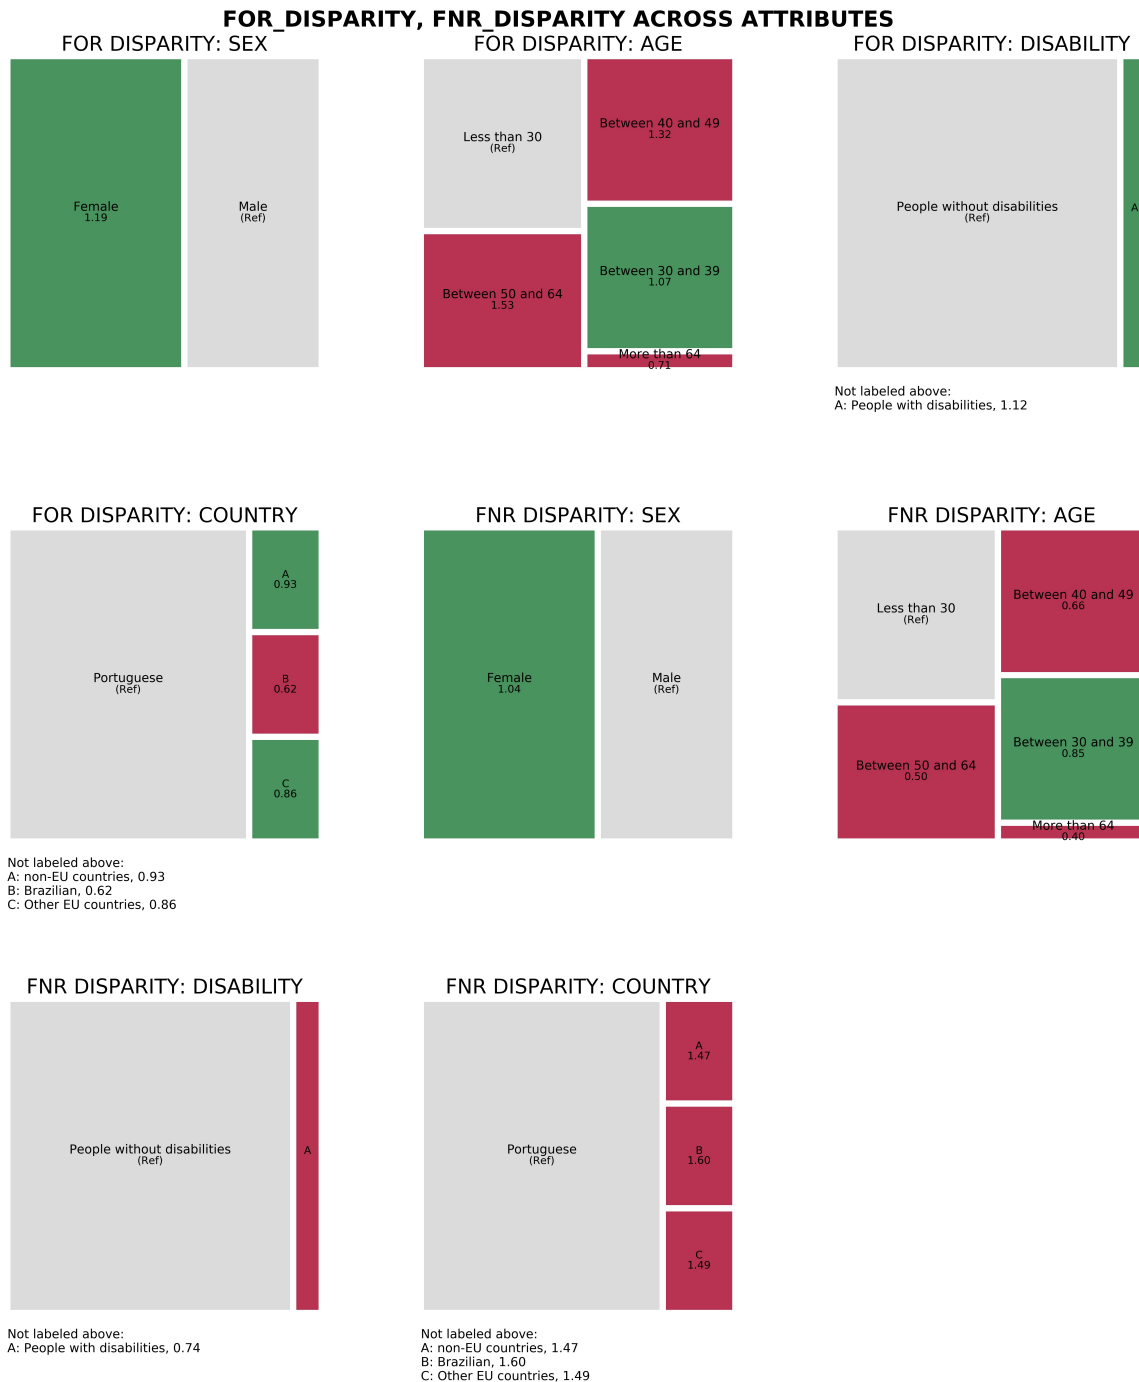 FOR_DISPARITY, FNR_DISPARITY ACROSS ATTRIBUTES
FOR DISPARITY: SEX
Female
1.19
Male
(Ref)
FOR DISPARITY: AGE
Less than 30
(Ref)
Between 40 and 49
1.32
Between 30 and 39
1.07
Between 50 and 64
1.53
More than 64
0.71
FOR DISPARITY: DISABILITY
People without disabilities
(Ref)
A
Not labeled above:
A: People with disabilities, 1.12
FOR DISPARITY: COUNTRY
Portuguese
(Ref)
A
0.93
B
0.62
C
0.86
Not labeled above:
A: non-EU countries, 0.93
B: Brazilian, 0.62
C: Other EU countries, 0.86
FNR DISPARITY: SEX
Female
1.04
Male
(Ref)
FNR DISPARITY: AGE
Less than 30
(Ref)
Between 40 and 49
0.66
Between 30 and 39
0.85
Between 50 and 64
0.50
More than 64
0.40
FNR DISPARITY: DISABILITY
People without disabilities
(Ref)
A
Not labeled above:
A: People with disabilities, 0.74
FNR DISPARITY: COUNTRY
Portuguese
(Ref)
A
1.47
B
1.60
C
1.49
Not labeled above:
A: non-EU countries, 1.47
B: Brazilian, 1.60
C: Other EU countries, 1.49